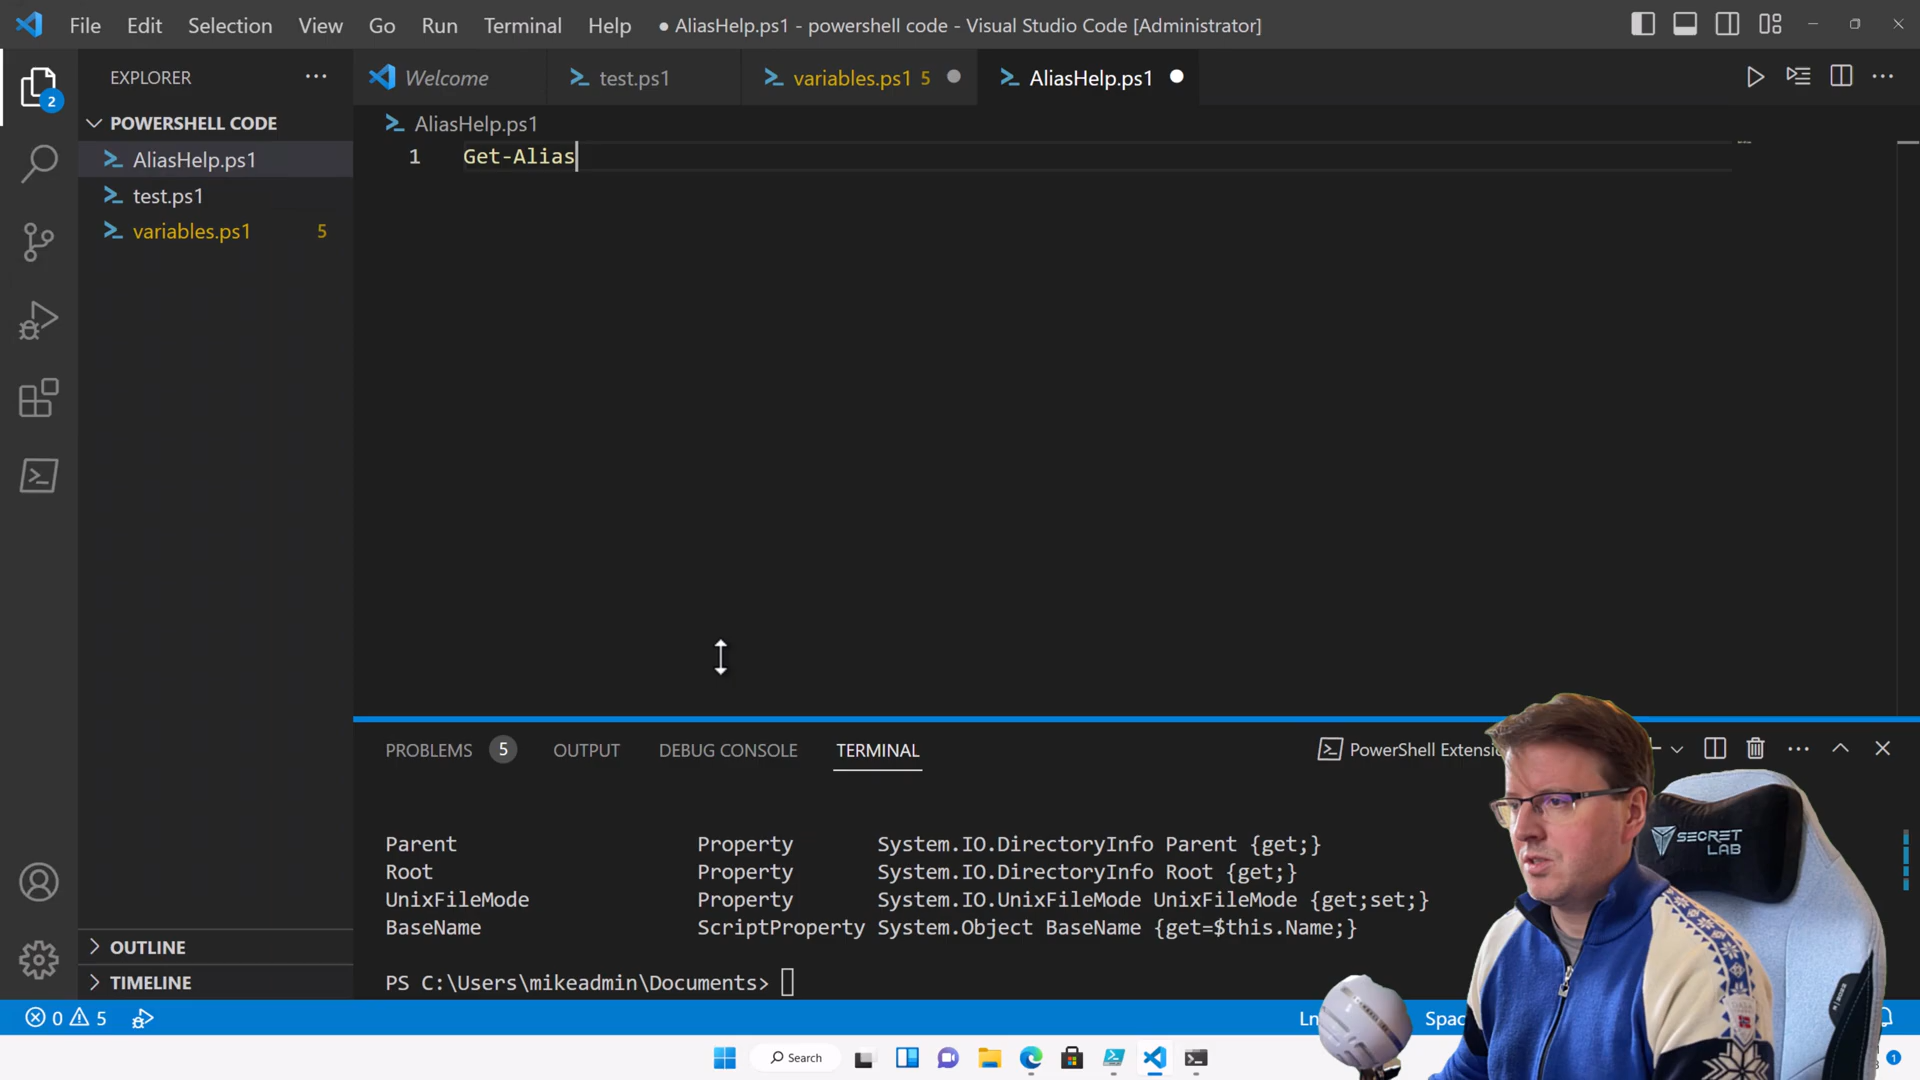 File Edit Selection View Go Run Terminal Help ● AliasHelp.ps1 - powershell code - Visual Studio Code [Administrator]
EXPLORER ···
Welcome test.ps1 variables.ps1 5 AliasHelp.ps1
2
POWERSHELL CODE
AliasHelp.ps1
test.ps1
variables.ps1 5
AliasHelp.ps1
1 Get-Alias
PROBLEMS 5 OUTPUT DEBUG CONSOLE TERMINAL
Parent Property System.IO.DirectoryInfo Parent {get;}
Root Property System.IO.DirectoryInfo Root {get;}
UnixFileMode Property System.IO.UnixFileMode UnixFileMode {get;set;}
BaseName ScriptProperty System.Object BaseName {get=$this.Name;}
PS C:\Users\mikeadmin\Documents>
OUTLINE
TIMELINE
0 5
SECRET
LAB
Search
1